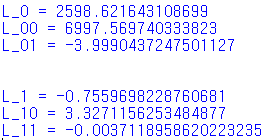 L_0 = 2598.621643108699
L_00 = 6997.569740333823
L_01 = -3.9990437247501127
L_1 = -0.7559698228760681
L_10 = 3.3271156253484877
L_11 = -0.0037118958620223235